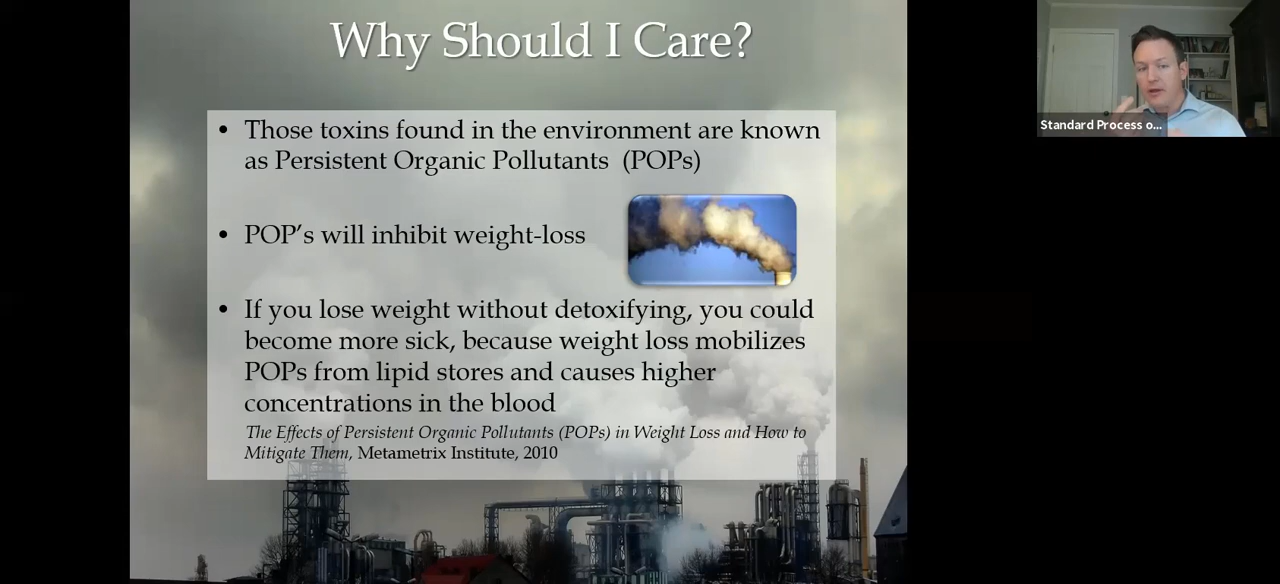 Why Should I Care?
• Those toxins found in the environment are known
as Persistent Organic Pollutants (POPs)
• POP’s will inhibit weight-loss
• If you lose weight without detoxifying, you could
become more sick, because weight loss mobilizes
POPs from lipid stores and causes higher
concentrations in the blood
The Effects of Persistent Organic Pollutants (POPs) in Weight Loss and How to
Mitigate Them, Metametrix Institute, 2010
Standard Process o...